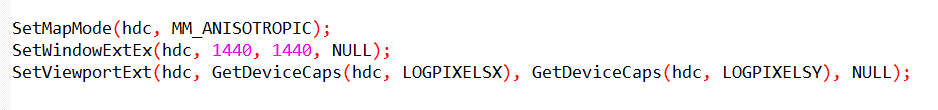 SetMapMode(hdc, MM_ANISOTROPIC);
SetWindowExtEx(hdc, 1440, 1440, NULL);
SetViewportExt(hdc, GetDeviceCaps(hdc, LOGPIXELSX), GetDeviceCaps(hdc, LOGPIXELSY), NULL);